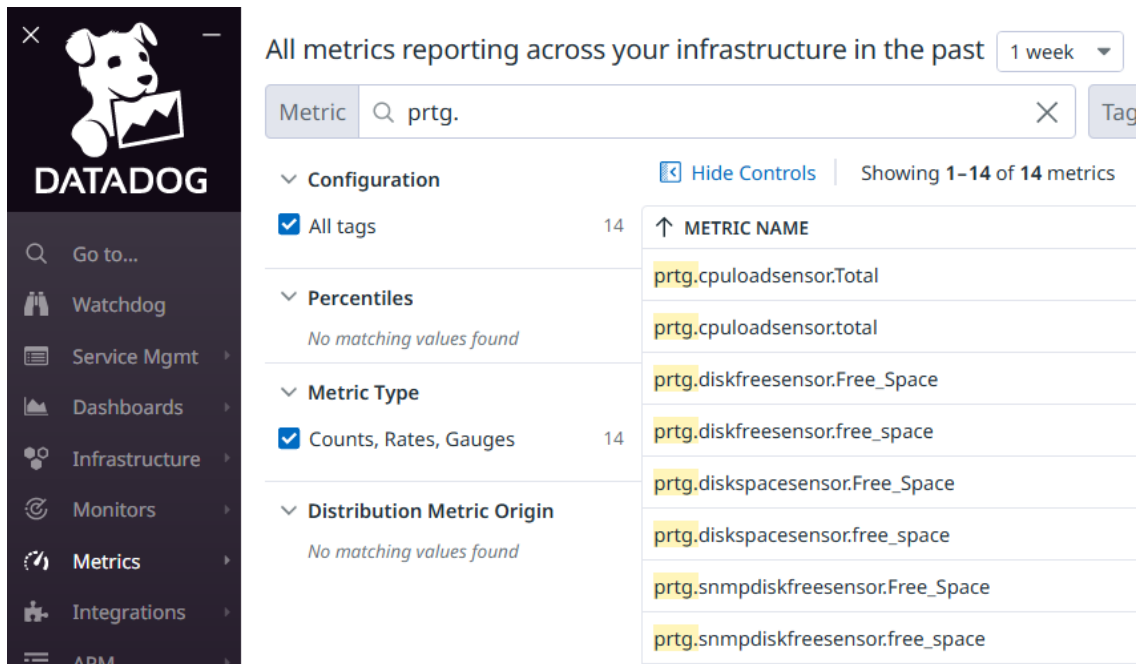 DATADOG
Go to...
Watchdog
Service Mgmt
Dashboards
Infrastructure
Monitors
Metrics
Integrations
APM
All metrics reporting across your infrastructure in the past 1 week
Metric prtg. Tag
Configuration
All tags 14
Percentiles
No matching values found
Metric Type
Counts, Rates, Gauges 14
Distribution Metric Origin
No matching values found
Hide Controls Showing 1–14 of 14 metrics
METRIC NAME
prtg.cpuloadsensor.Total
prtg.cpuloadsensor.total
prtg.diskfreesensor.Free_Space
prtg.diskfreesensor.free_space
prtg.diskspacesensor.Free_Space
prtg.diskspacesensor.free_space
prtg.snmpdiskfreesensor.Free_Space
prtg.snmpdiskfreesensor.free_space